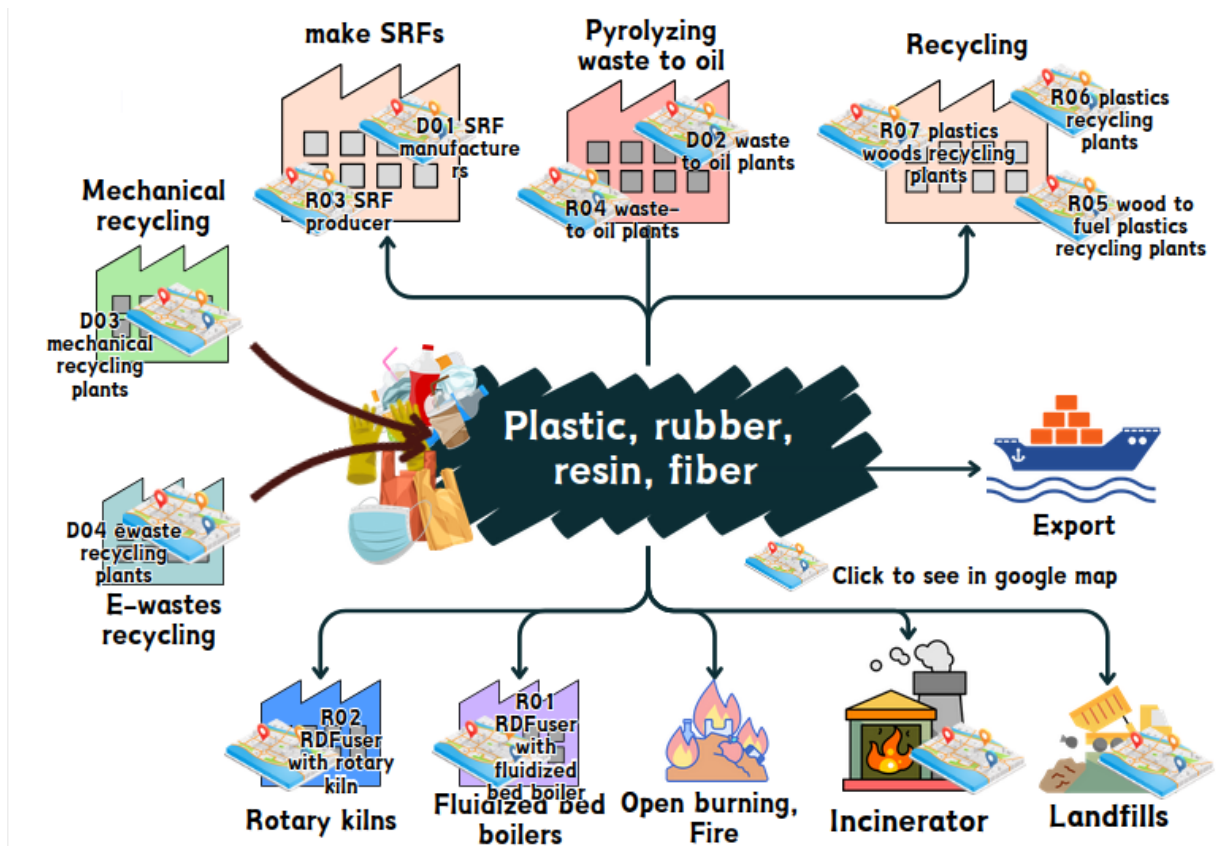 make SRFs
Pyrolyzing
waste to oil
Recycling
D01 SRF
manufacture
rs
R03 SRF
producer
D02 waste
to oil plants
R04 waste-
to oil plants
R07 plastics
woods recycling
plants
R06 plastics
recycling
plants
R05 wood to
fuel plastics
recycling plants
Mechanical
recycling
D03
mechanical
recycling
plants
Plastic, rubber,
resin, fiber
Export
D04 ewaste
recycling
plants
E-wastes
recycling
Click to see in google map
R02
RDFuser
with rotary
kiln
Rotary kilns
R01
RDFuser
with
fluidized
bed boiler
Fluidized bed
boilers
Open burning,
Fire
Incinerator
Landfills